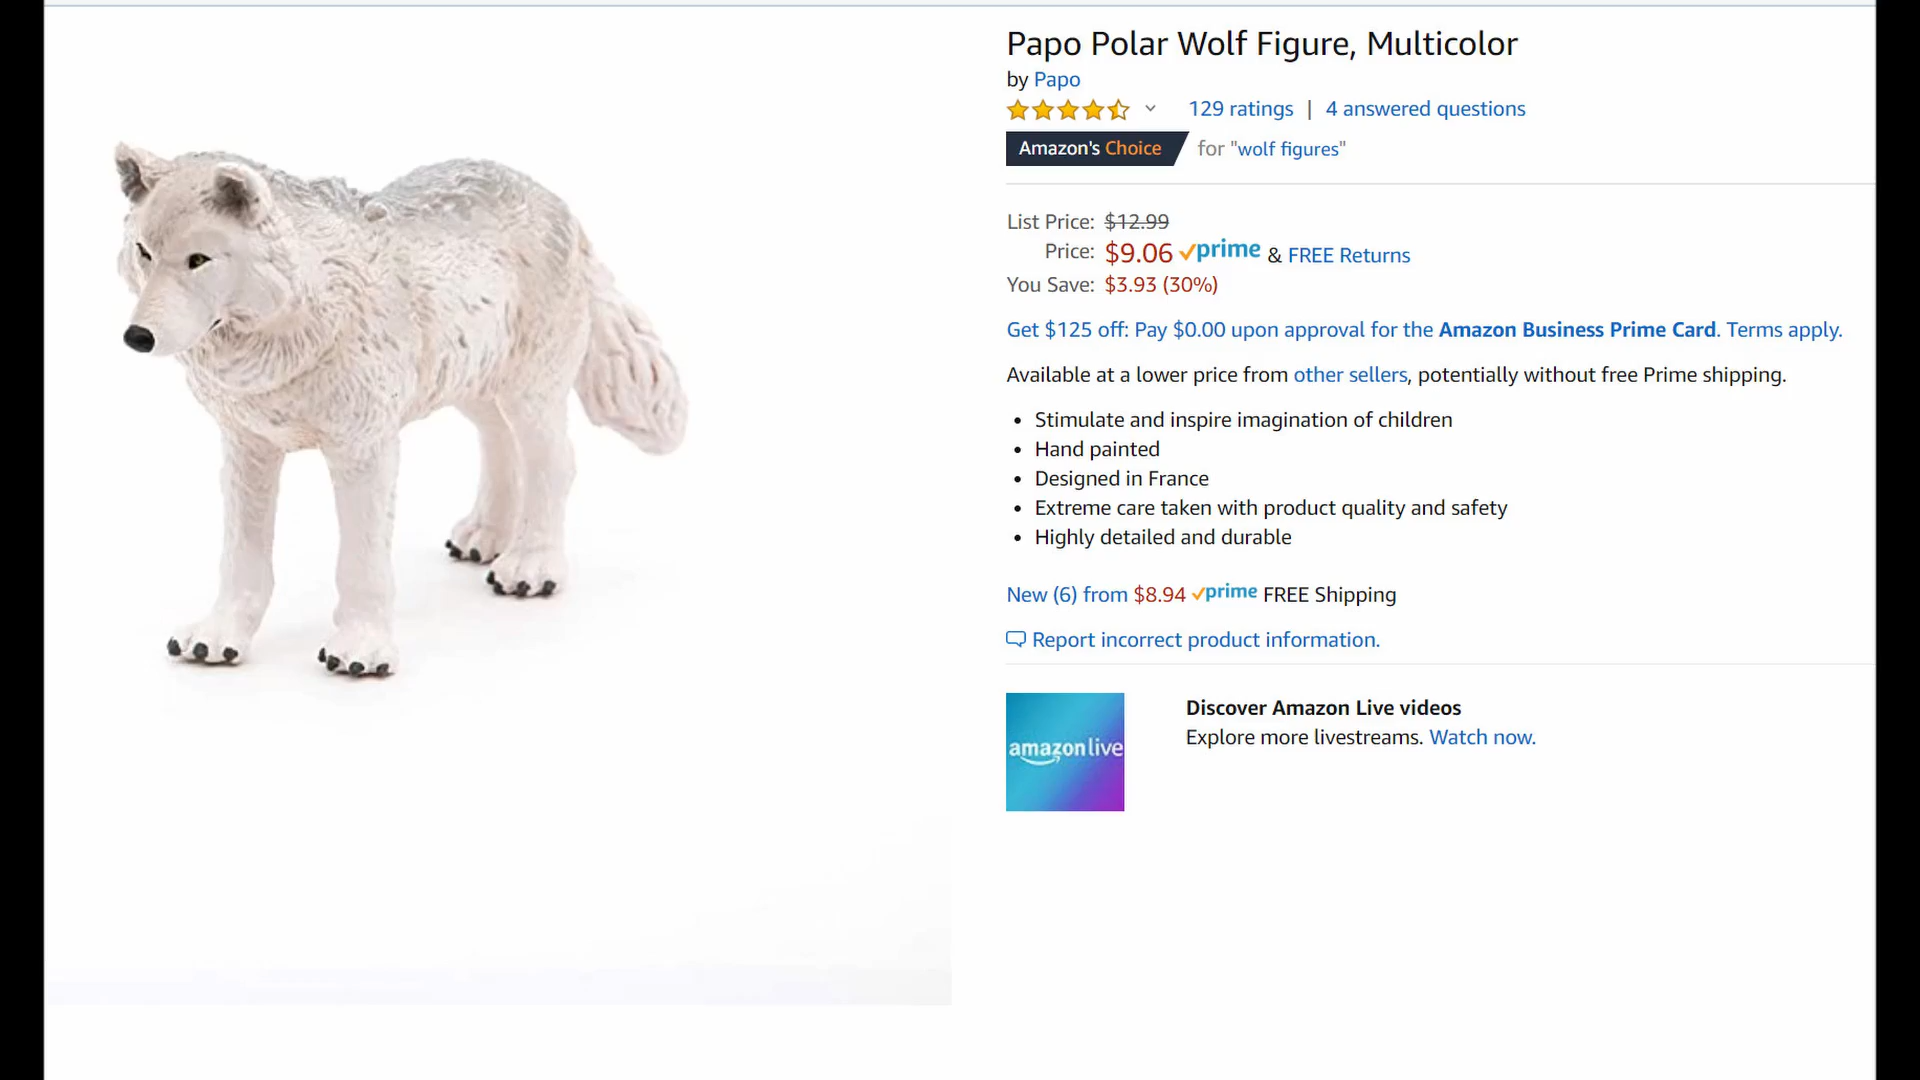 Papo Polar Wolf Figure, Multicolor
by Papo
129 ratings | 4 answered questions
Amazon's Choice for "wolf figures"
List Price: $12.99
Price: $9.06 prime & FREE Returns
You Save: $3.93 (30%)
Get $125 off: Pay $0.00 upon approval for the Amazon Business Prime Card. Terms apply.
Available at a lower price from other sellers, potentially without free Prime shipping.
• Stimulate and inspire imagination of children
• Hand painted
• Designed in France
• Extreme care taken with product quality and safety
• Highly detailed and durable
New (6) from $8.94 prime FREE Shipping
Report incorrect product information.
amazon live
Discover Amazon Live videos
Explore more livestreams. Watch now.